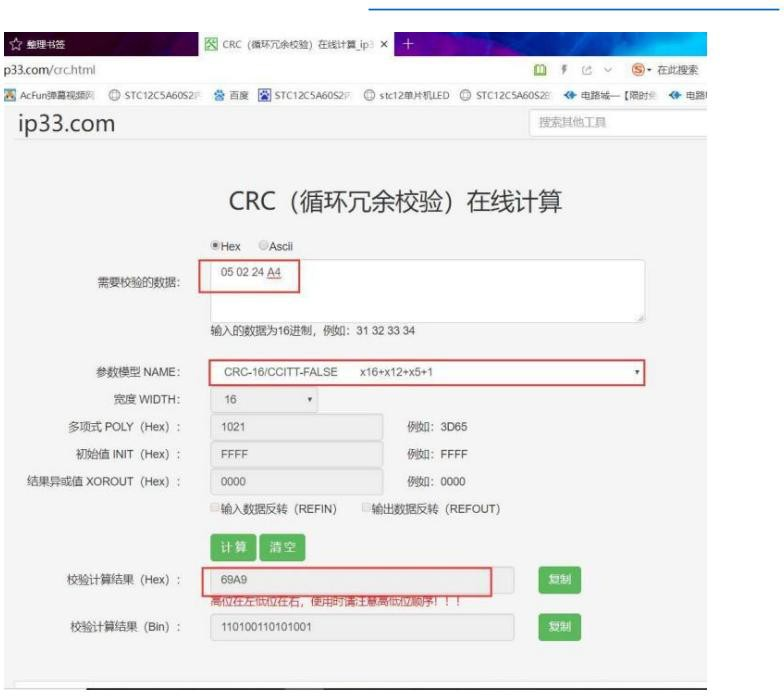 整理书签 CRC（循环冗余校验）在线计算_ip3 × +
p33.com/crc.html 在此搜索
AcFun弹幕视频网 STC12C5A60S2 百度 STC12C5A60S2 stc12单片机LED STC12C5A60S2 电路城—【限时 电路
ip33.com 搜索其他工具
CRC（循环冗余校验）在线计算
Hex Ascii
需要校验的数据： 05 02 24 A4
输入的数据为16进制，例如：31 32 33 34
参数模型 NAME： CRC-16/CCITT-FALSE x16+x12+x5+1
宽度 WIDTH： 16
多项式 POLY（Hex）： 1021 例如：3D65
初始值 INIT（Hex）： FFFF 例如：FFFF
结果异或值 XOROUT（Hex）： 0000 例如：0000
输入数据反转（REFIN） 输出数据反转（REFOUT）
计算 清空
校验计算结果（Hex）： 69A9 复制
高位在左低位在右，使用时请注意高低位顺序！！！
校验计算结果（Bin）： 110100110101001 复制